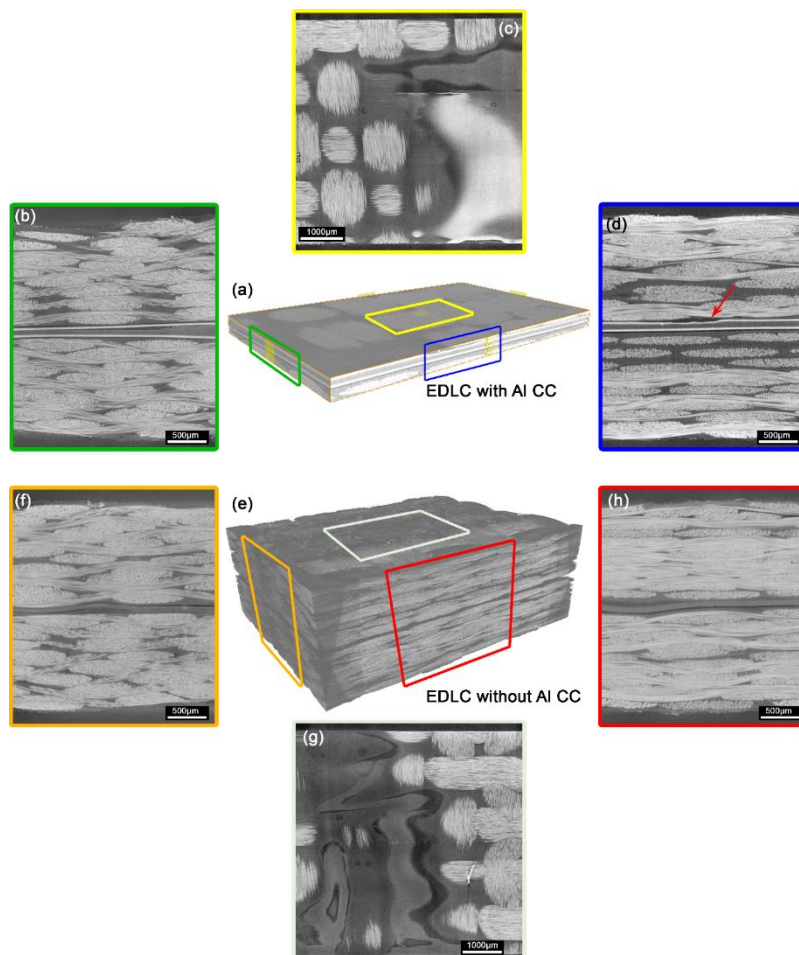 (c)
1000µm
(b)
500µm
(a)
EDLC with Al CC
(d)
500µm
(f)
500µm
(e)
EDLC without Al CC
(h)
500µm
(g)
1000µm